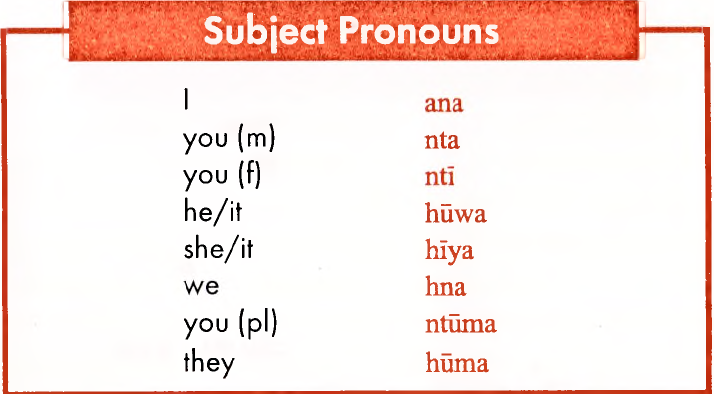 Subject Pronouns
I ana
you (m) nta
you (f) ntī
he/it hūwa
she/it hīya
we hna
you (pl) ntūma
they hūma